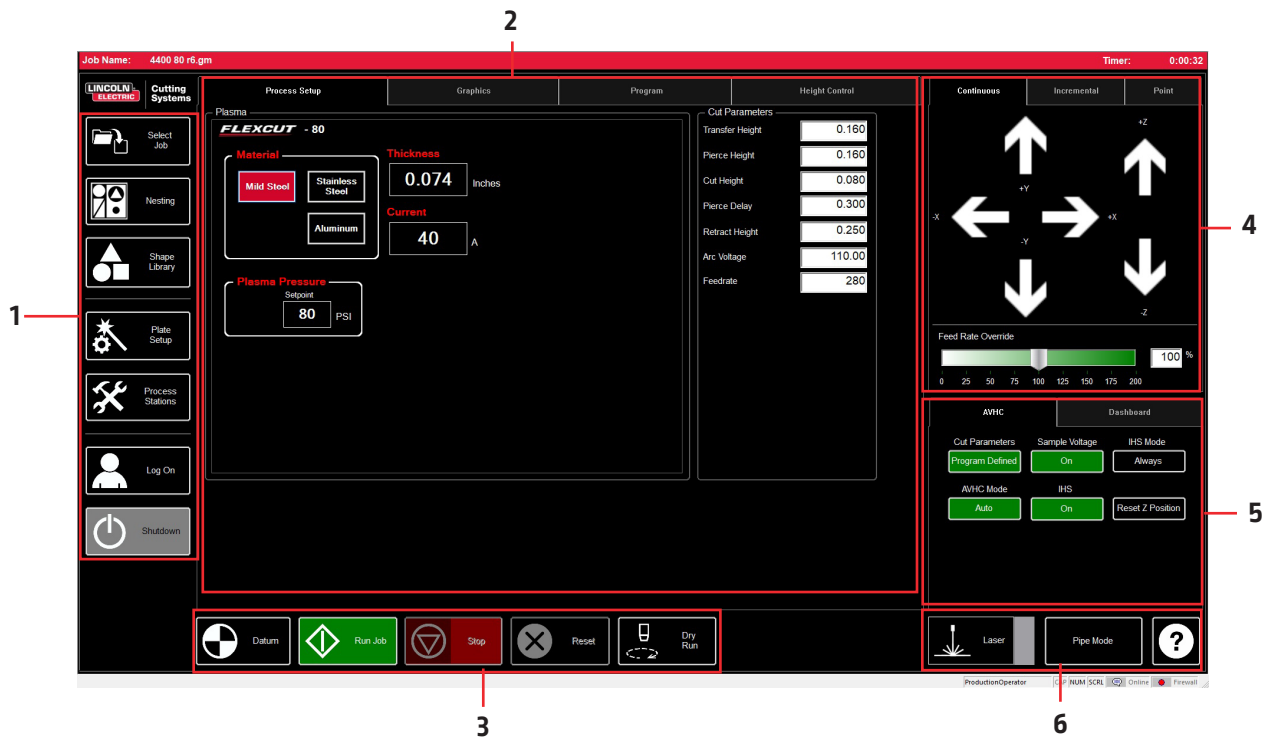 2
Job Name: 4400 80 r6.gm
Timer: 0:00:32
LINCOLN ELECTRIC Cutting Systems
Process Setup
Graphics
Program
Height Control
Continuous
Incremental
Point
1
Select Job
Nesting
Shape Library
Plate Setup
Process Stations
Log On
Shutdown
Plasma
FLEXCUT - 80
Material
Mild Steel
Stainless Steel
Aluminum
Thickness
0.074 Inches
Current
40 A
Plasma Pressure
Setpoint
80 PSI
Cut Parameters
Transfer Height 0.160
Pierce Height 0.160
Cut Height 0.080
Pierce Delay 0.300
Retract Height 0.250
Arc Voltage 110.00
Feedrate 280
+Y
-X
+X
-Y
+Z
-Z
4
Feed Rate Override
100 %
0 25 50 75 100 125 150 175 200
AVHC
Dashboard
Cut Parameters
Program Defined
Sample Voltage
On
IHS Mode
Always
AVHC Mode
Auto
IHS
On
Reset Z Position
5
Datum
Run Job
Stop
Reset
Dry Run
3
Laser
Pipe Mode
?
6
ProductionOperator
NUM
SCRL
Online
Firewall